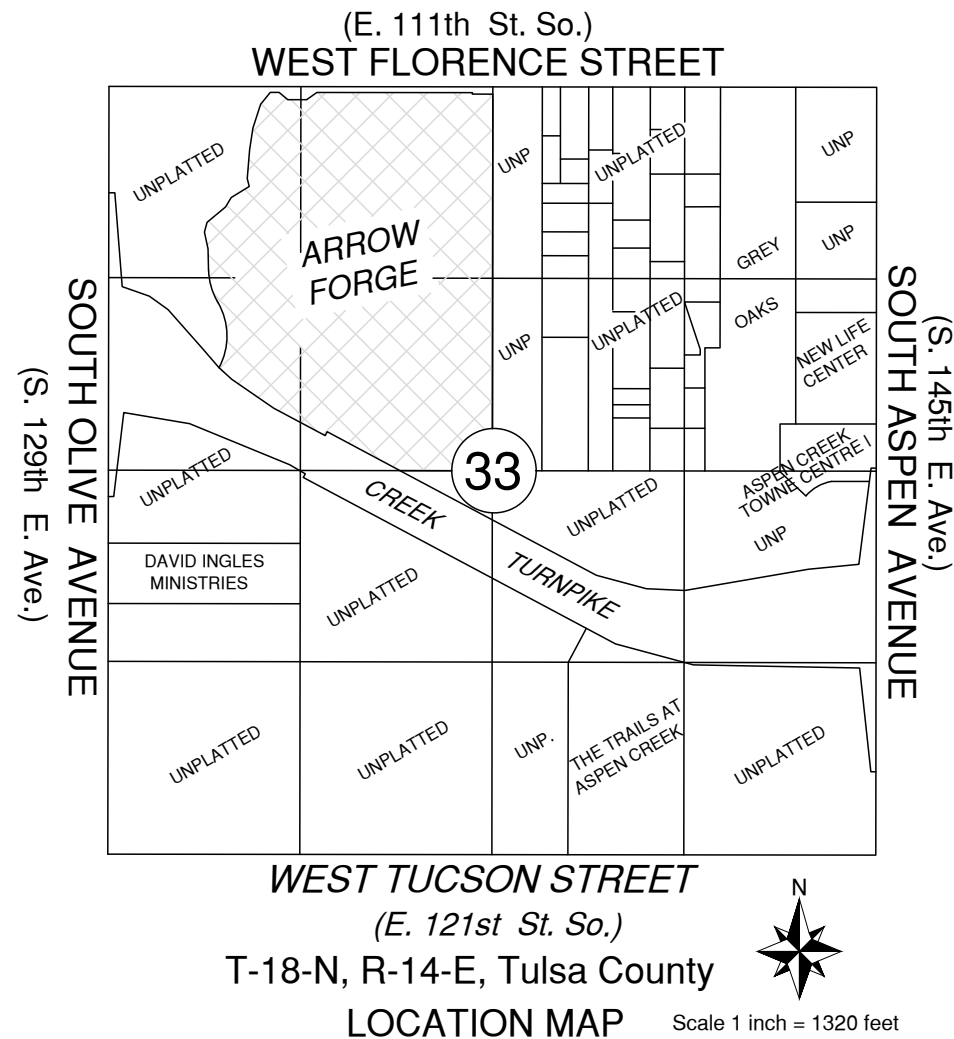 (E. 111th St. So.)
WEST FLORENCE STREET
UNPLATTED
UNP
UNPLATTED
UNP
ARROW
FORGE
GREY
UNP
OAKS
UNP
UNPLATTED
NEW LIFE
CENTER
SOUTH OLIVE AVENUE
(S. 129th E. Ave.)
SOUTH ASPEN AVENUE
(S. 145th E. Ave.)
UNPLATTED
33
ASPEN CREEK
TOWNE CENTRE I
CREEK
TURNPIKE
UNPLATTED
UNP
DAVID INGLES
MINISTRIES
UNPLATTED
UNPLATTED
UNPLATTED
UNP.
THE TRAILS AT
ASPEN CREEK
UNPLATTED
WEST TUCSON STREET
(E. 121st St. So.)
N
T-18-N, R-14-E, Tulsa County
LOCATION MAP
Scale 1 inch = 1320 feet